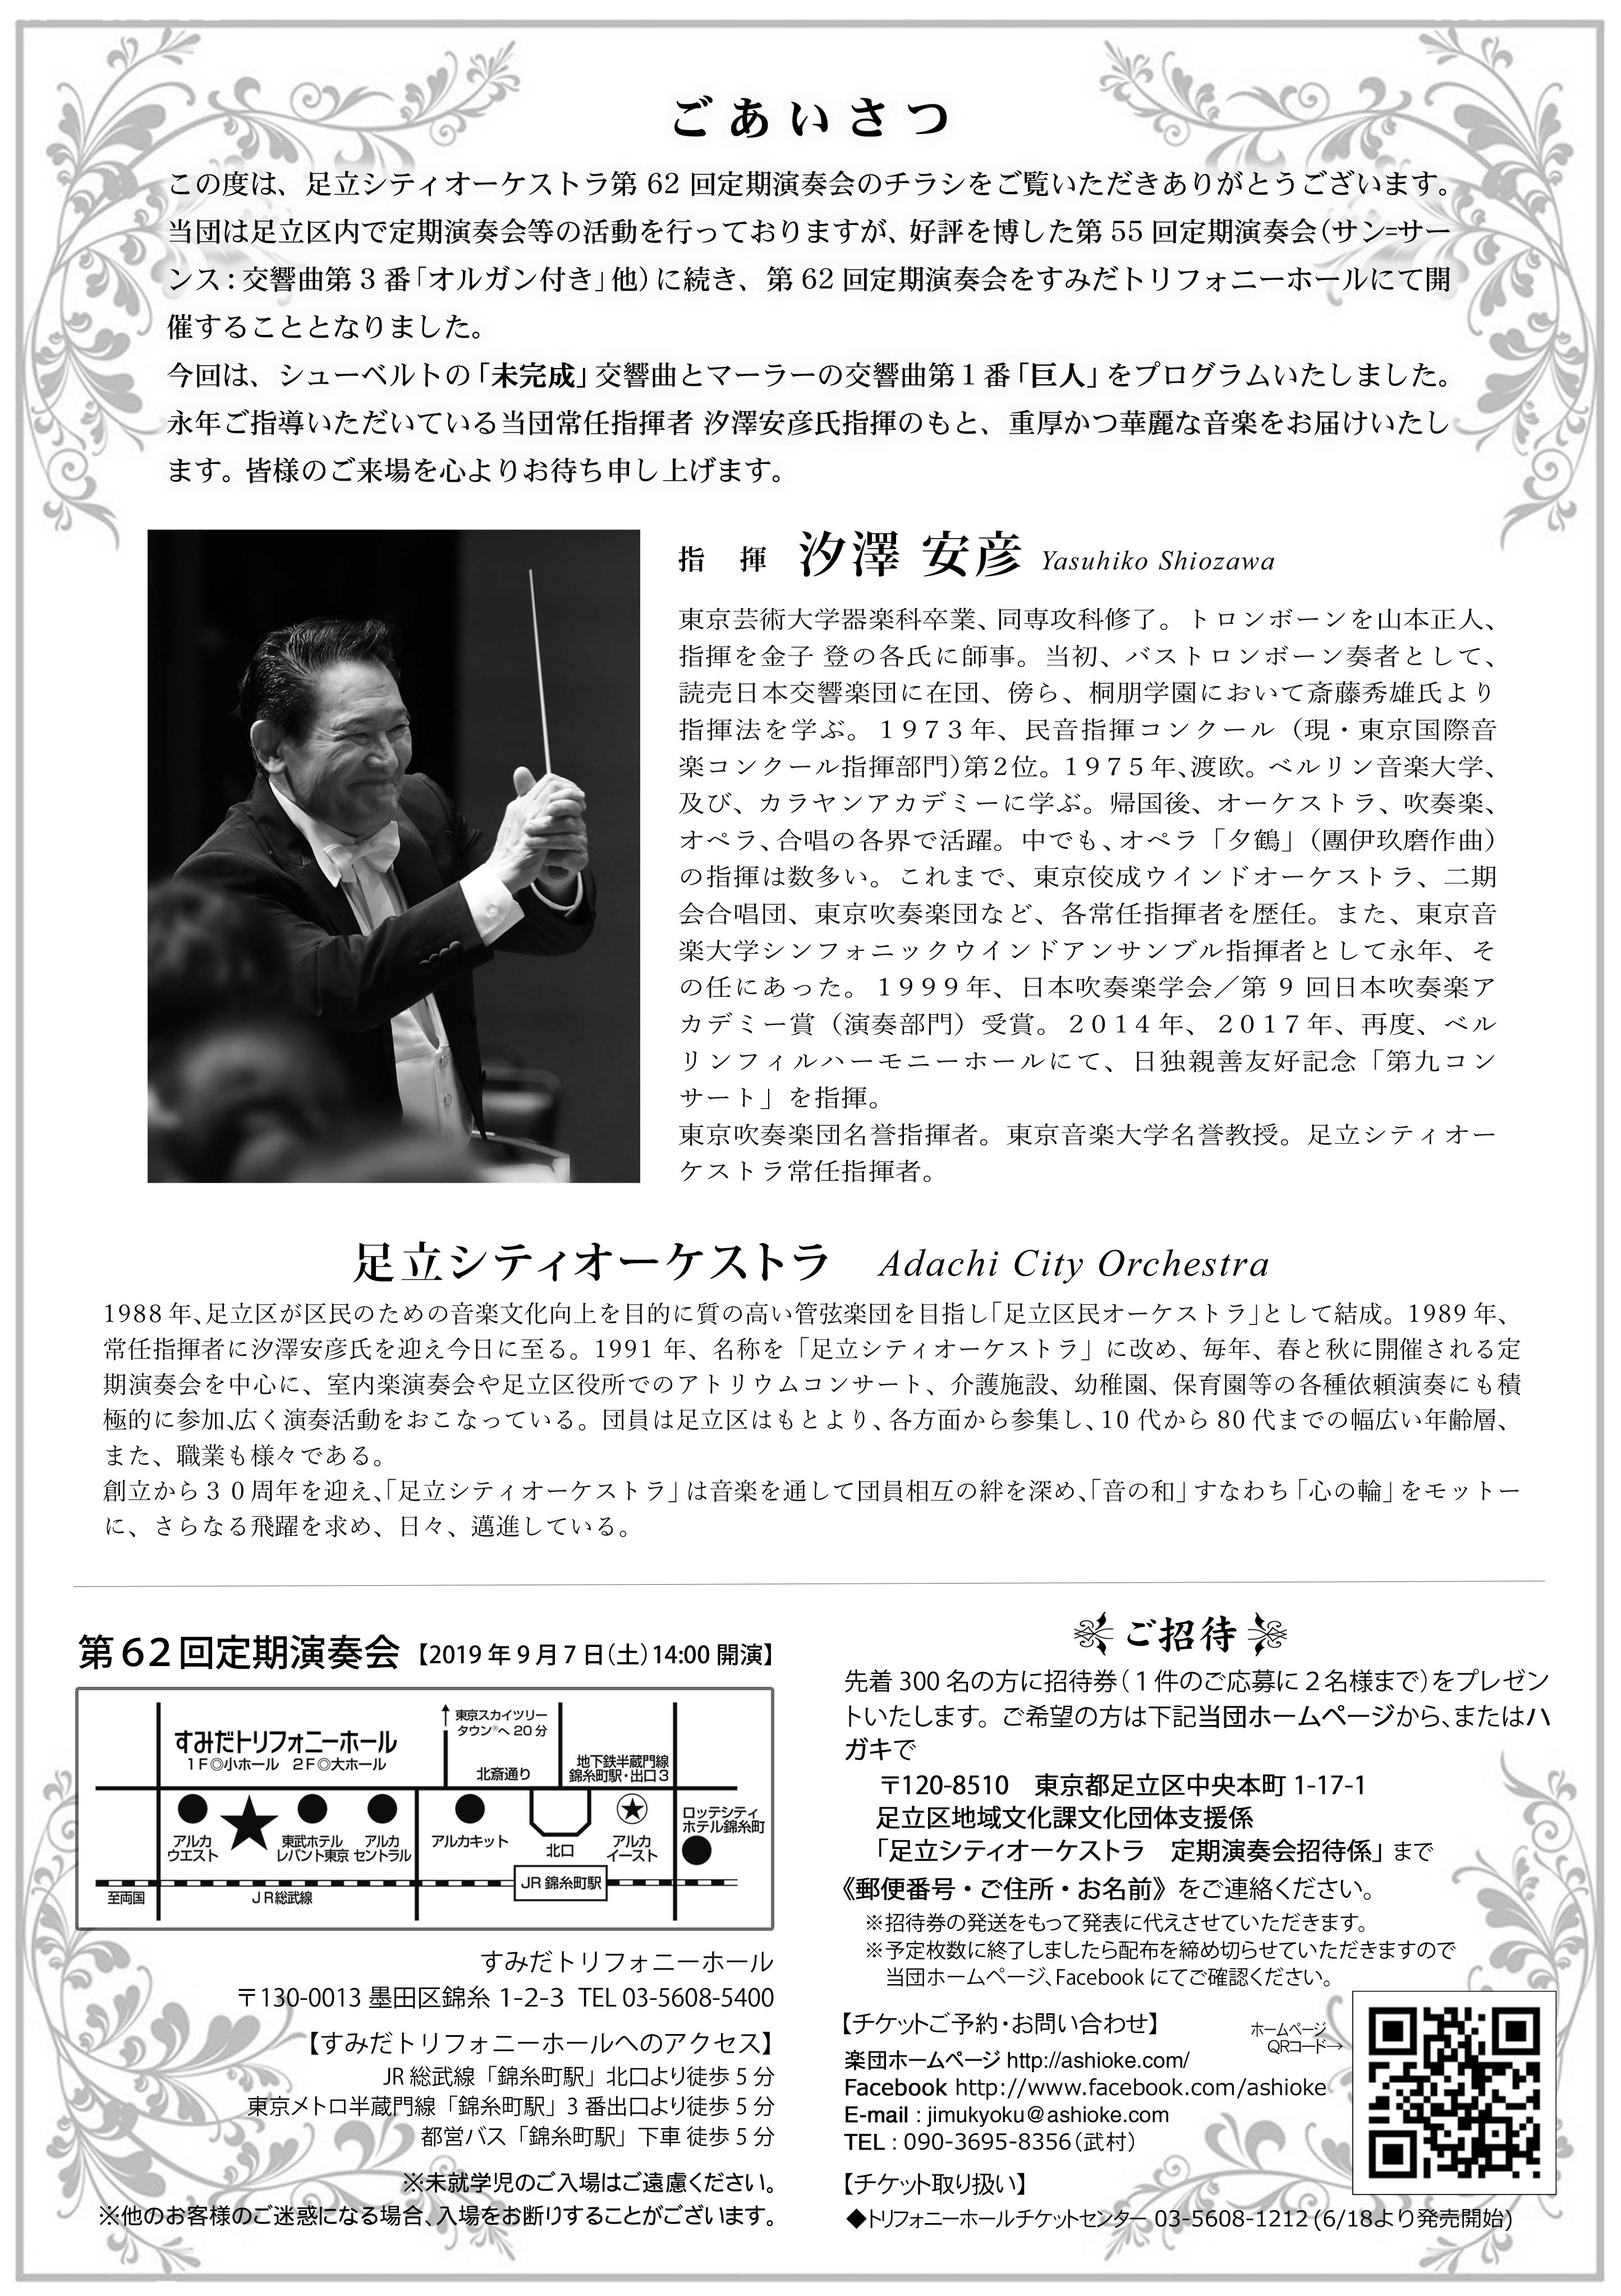 ごあいさつ
この度は、足立シティオーケストラ第 62 回定期演奏会のチラシをご覧いただきありがとうございます。
当団は足立区内で定期演奏会等の活動を行っておりますが、好評を博した第 55 回定期演奏会(サン=サー
ンス:交響曲第 3 番「オルガン付き」他)に続き、第 62 回定期演奏会をすみだトリフォニーホールにて開
催することとなりました。
今回は、シューベルトの「未完成」交響曲とマーラーの交響曲第1番「巨人」をプログラムいたしました。
永年ご指導いただいている当団常任指揮者 汐澤安彦氏指揮のもと、重厚かつ華麗な音楽をお届けいたし
ます。皆様のご来場を心よりお待ち申し上げます。
指 揮 汐澤 安彦 Yasuhiko Shiozawa
東京芸術大学器楽科卒業、同専攻科修了。トロンボーンを山本正人、
指揮を金子 登の各氏に師事。当初、バストロンボーン奏者として、
読売日本交響楽団に在団、傍ら、桐朋学園において斎藤秀雄氏より
指揮法を学ぶ。1973年、民音指揮コンクール(現・東京国際音
楽コンクール指揮部門)第2位。1975年、渡欧。ベルリン音楽大学、
及び、カラヤンアカデミーに学ぶ。帰国後、オーケストラ、吹奏楽、
オペラ、合唱の各界で活躍。中でも、オペラ「夕鶴」(團伊玖磨作曲)
の指揮は数多い。これまで、東京佼成ウインドオーケストラ、二期
会合唱団、東京吹奏楽団など、各常任指揮者を歴任。また、東京音
楽大学シンフォニックウインドアンサンブル指揮者として永年、そ
の任にあった。1999年、日本吹奏楽学会/第 9 回日本吹奏楽ア
カデミー賞(演奏部門)受賞。2014年、2017年、再度、ベル
リンフィルハーモニーホールにて、日独親善友好記念「第九コン
サート」を指揮。
東京吹奏楽団名誉指揮者。東京音楽大学名誉教授。足立シティオー
ケストラ常任指揮者。
足立シティオーケストラ Adachi City Orchestra
1988年、足立区が区民のための音楽文化向上を目的に質の高い管弦楽団を目指し「足立区民オーケストラ」として結成。1989年、
常任指揮者に汐澤安彦氏を迎え今日に至る。1991 年、名称を「足立シティオーケストラ」に改め、毎年、春と秋に開催される定
期演奏会を中心に、室内楽演奏会や足立区役所でのアトリウムコンサート、介護施設、幼稚園、保育園等の各種依頼演奏にも積
極的に参加、広く演奏活動をおこなっている。団員は足立区はもとより、各方面から参集し、10 代から 80 代までの幅広い年齢層、
また、職業も様々である。
創立から30周年を迎え、「足立シティオーケストラ」は音楽を通して団員相互の絆を深め、「音の和」すなわち「心の輪」をモットー
に、さらなる飛躍を求め、日々、邁進している。
第62回定期演奏会【2019年9月7日(土)14:00 開演】
東京スカイツリー
タウン®へ 20 分
すみだトリフォニーホール
1F◎小ホール 2F◎大ホール
北斎通り
地下鉄半蔵門線
錦糸町駅・出口3
アルカ
ウエスト
東武ホテル
レバント東京
アルカ
セントラル
アルカキット
北口
アルカ
イースト
ロッテシティ
ホテル錦糸町
JR 錦糸町駅
至両国
JR総武線
すみだトリフォニーホール
〒130-0013 墨田区錦糸 1-2-3 TEL 03-5608-5400
【すみだトリフォニーホールへのアクセス】
JR 総武線「錦糸町駅」北口より徒歩 5 分
東京メトロ半蔵門線「錦糸町駅」3 番出口より徒歩 5 分
都営バス「錦糸町駅」下車 徒歩 5 分
※未就学児のご入場はご遠慮ください。
※他のお客様のご迷惑になる場合、入場をお断りすることがございます。
ご招待
先着 300 名の方に招待券(1件のご応募に2名様まで)をプレゼン
トいたします。ご希望の方は下記当団ホームページから、またはハ
ガキで
〒120-8510 東京都足立区中央本町 1-17-1
足立区地域文化課文化団体支援係
「足立シティオーケストラ 定期演奏会招待係」まで
《郵便番号・ご住所・お名前》をご連絡ください。
※招待券の発送をもって発表に代えさせていただきます。
※予定枚数に終了しましたら配布を締め切らせていただきますので
当団ホームページ、Facebook にてご確認ください。
【チケットご予約・お問い合わせ】
ホームページ
QRコード→
楽団ホームページ http://ashioke.com/
Facebook http://www.facebook.com/ashioke
E-mail : jimukyoku@ashioke.com
TEL : 090-3695-8356(武村)
【チケット取り扱い】
◆トリフォニーホールチケットセンター 03-5608-1212 (6/18より発売開始)